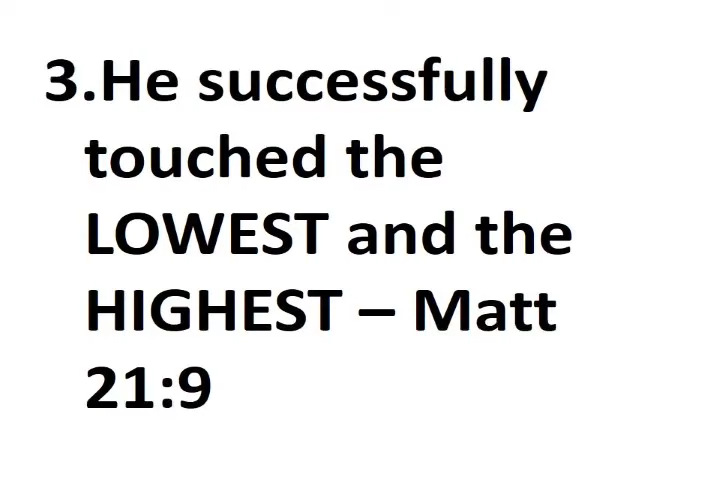 3.He successfully
touched the
LOWEST and the
HIGHEST – Matt
21:9